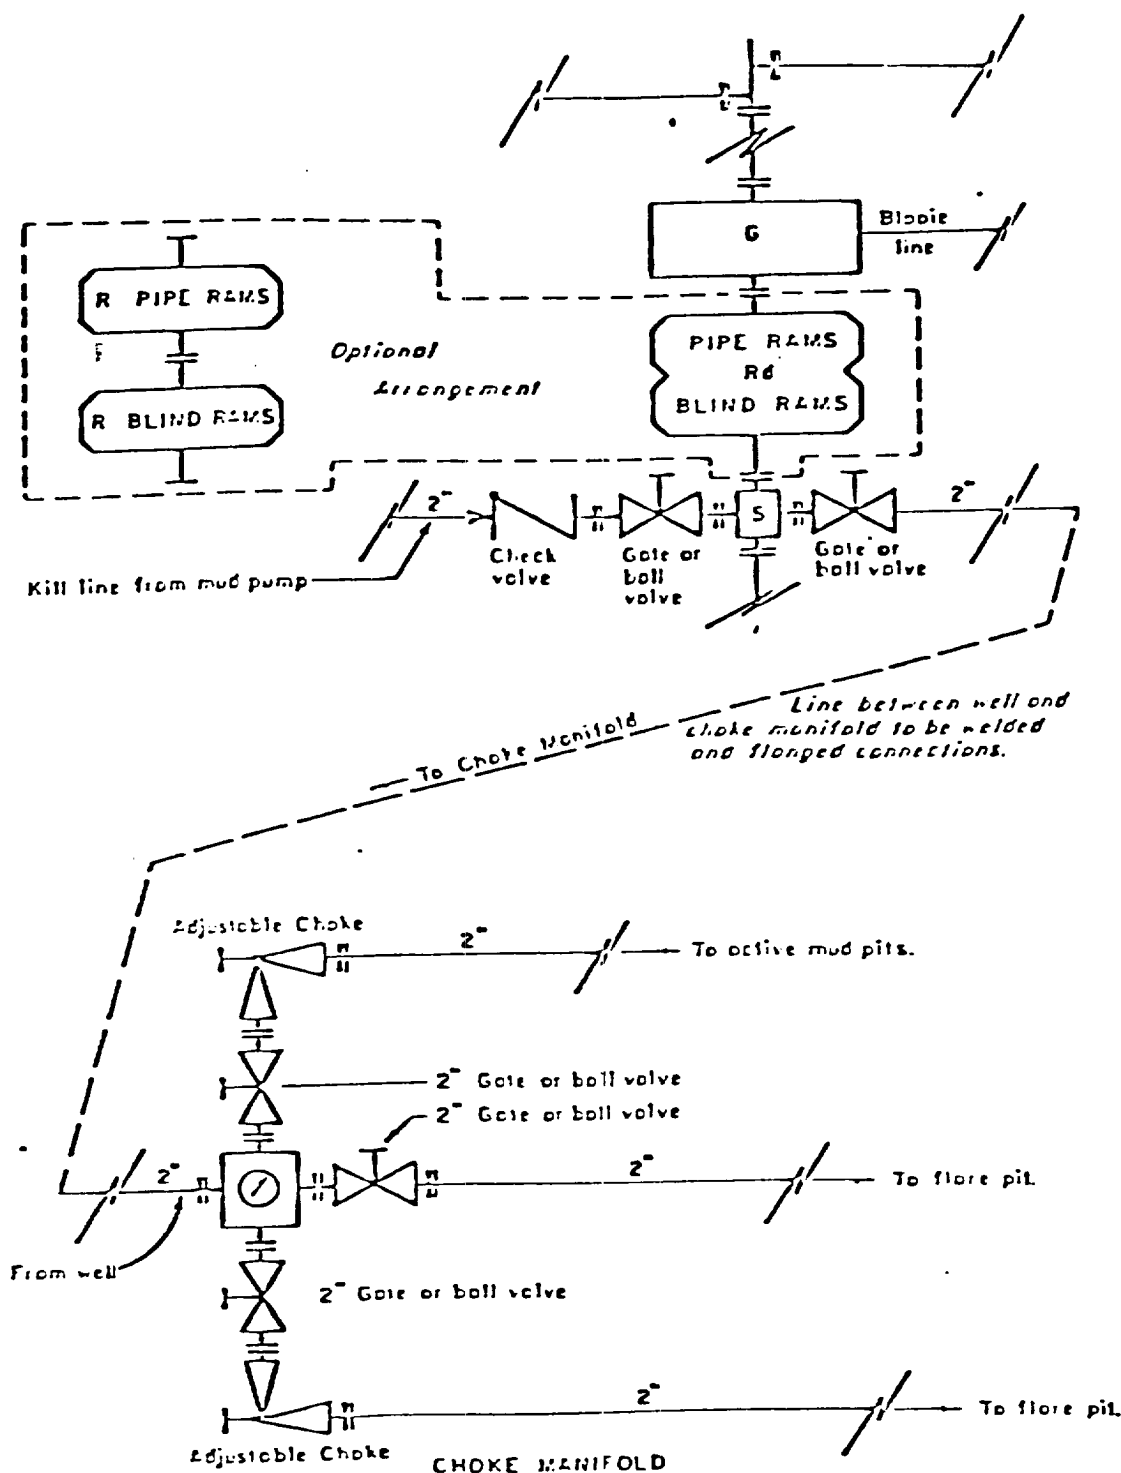 G
Blooie
line
R PIPE RAMS
R BLIND RAMS
Optional
Arrangement
PIPE RAMS
Rd
BLIND RAMS
2"
S
2"
Check
valve
Gate or
ball
valve
Gate or
ball valve
Kill line from mud pump
Line between well and
choke manifold to be welded
and flanged connections.
To Choke Manifold
Adjustable Choke
2"
To active mud pits.
2" Gate or ball valve
2" Gate or ball valve
2"
2"
To flare pit.
From well
2" Gate or ball valve
2"
To flare pit.
Adjustable Choke
CHOKE MANIFOLD